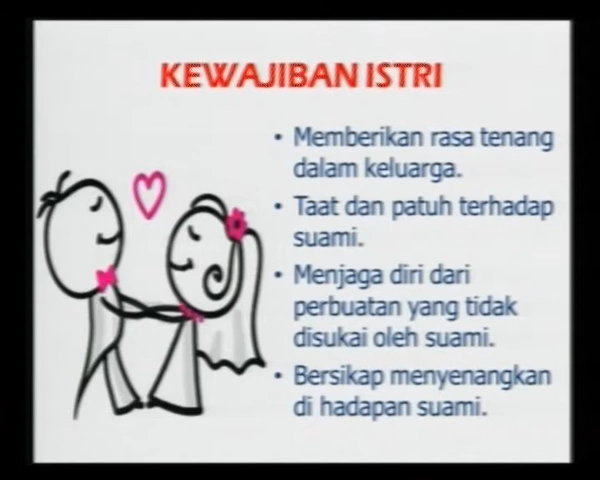 KEWAJIBAN ISTRI
• Memberikan rasa tenang
dalam keluarga.
• Taat dan patuh terhadap
suami.
• Menjaga diri dari
perbuatan yang tidak
disukai oleh suami.
• Bersikap menyenangkan
di hadapan suami.